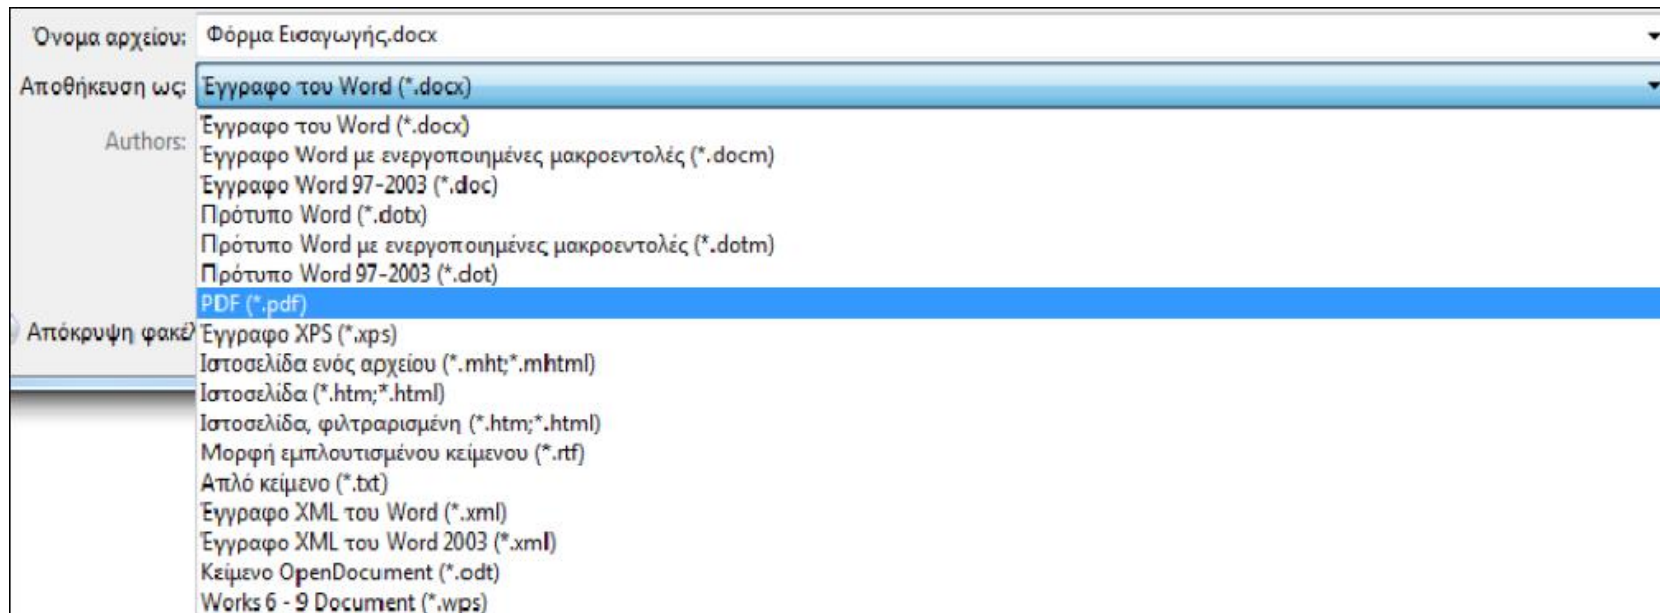 Όνομα αρχείου: Φόρμα Εισαγωγής.docx
Αποθήκευση ως: Έγγραφο του Word (*.docx)
Έγγραφο του Word (*.docx)
Authors:
Έγγραφο Word με ενεργοποιημένες μακροεντολές (*.docm)
Έγγραφο Word 97-2003 (*.doc)
Πρότυπο Word (*.dotx)
Πρότυπο Word με ενεργοποιημένες μακροεντολές (*.dotm)
Πρότυπο Word 97-2003 (*.dot)
PDF (*.pdf)
Απόκρυψη φακέλ Έγγραφο XPS (*.xps)
Ιστοσελίδα ενός αρχείου (*.mht;*.mhtml)
Ιστοσελίδα (*.htm;*.html)
Ιστοσελίδα, φιλτραρισμένη (*.htm;*.html)
Μορφή εμπλουτισμένου κείμενου (*.rtf)
Απλό κείμενο (*.txt)
Έγγραφο XML του Word (*.xml)
Έγγραφο XML του Word 2003 (*.xml)
Κείμενο OpenDocument (*.odt)
Works 6 - 9 Document (*.wps)